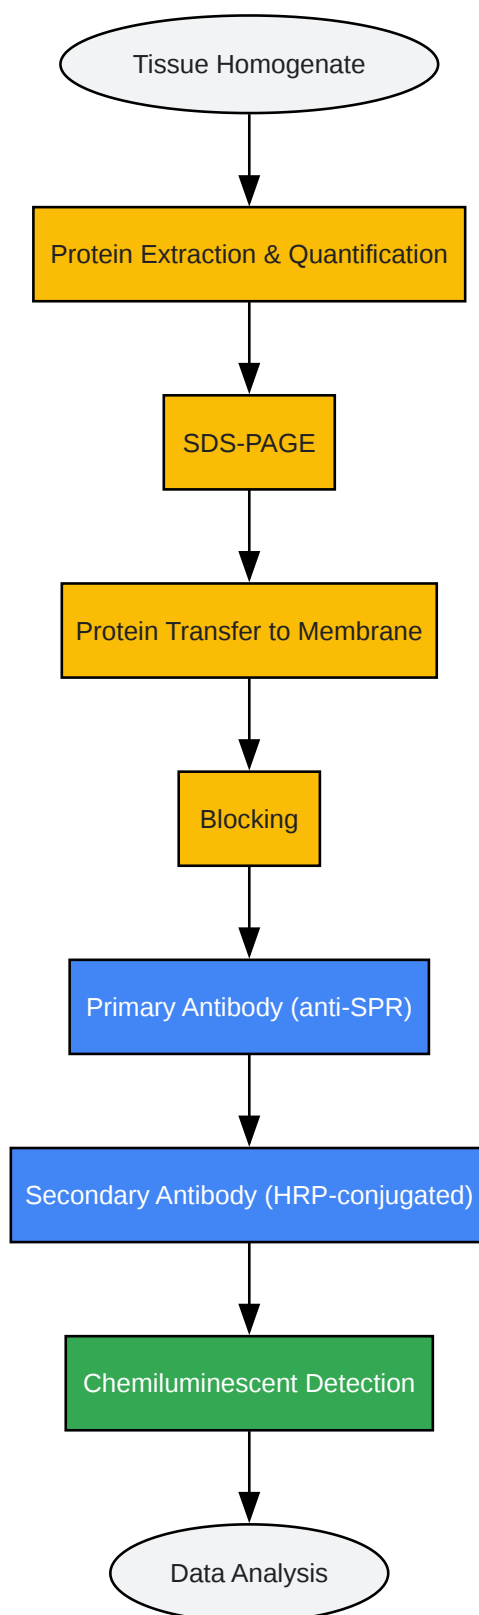 Tissue Homogenate
Protein Extraction & Quantification
SDS-PAGE
Protein Transfer to Membrane
Blocking
Primary Antibody (anti-SPR)
Secondary Antibody (HRP-conjugated)
Chemiluminescent Detection
Data Analysis